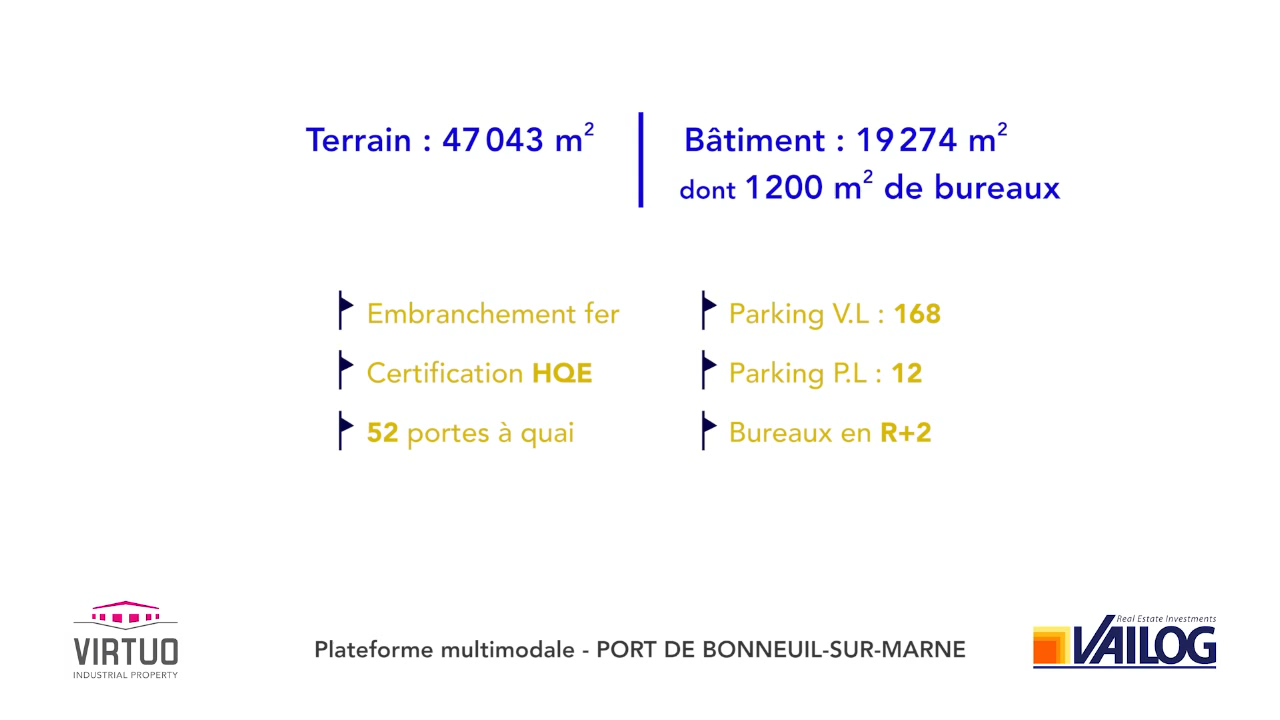 Terrain : 47 043 m²
Bâtiment : 19 274 m²
dont 1200 m² de bureaux
Embranchement fer
Certification HQE
52 portes à quai
Parking V.L : 168
Parking P.L : 12
Bureaux en R+2
VIRTUO
INDUSTRIAL PROPERTY
Plateforme multimodale - PORT DE BONNEUIL-SUR-MARNE
Real Estate Investments
VAILOG